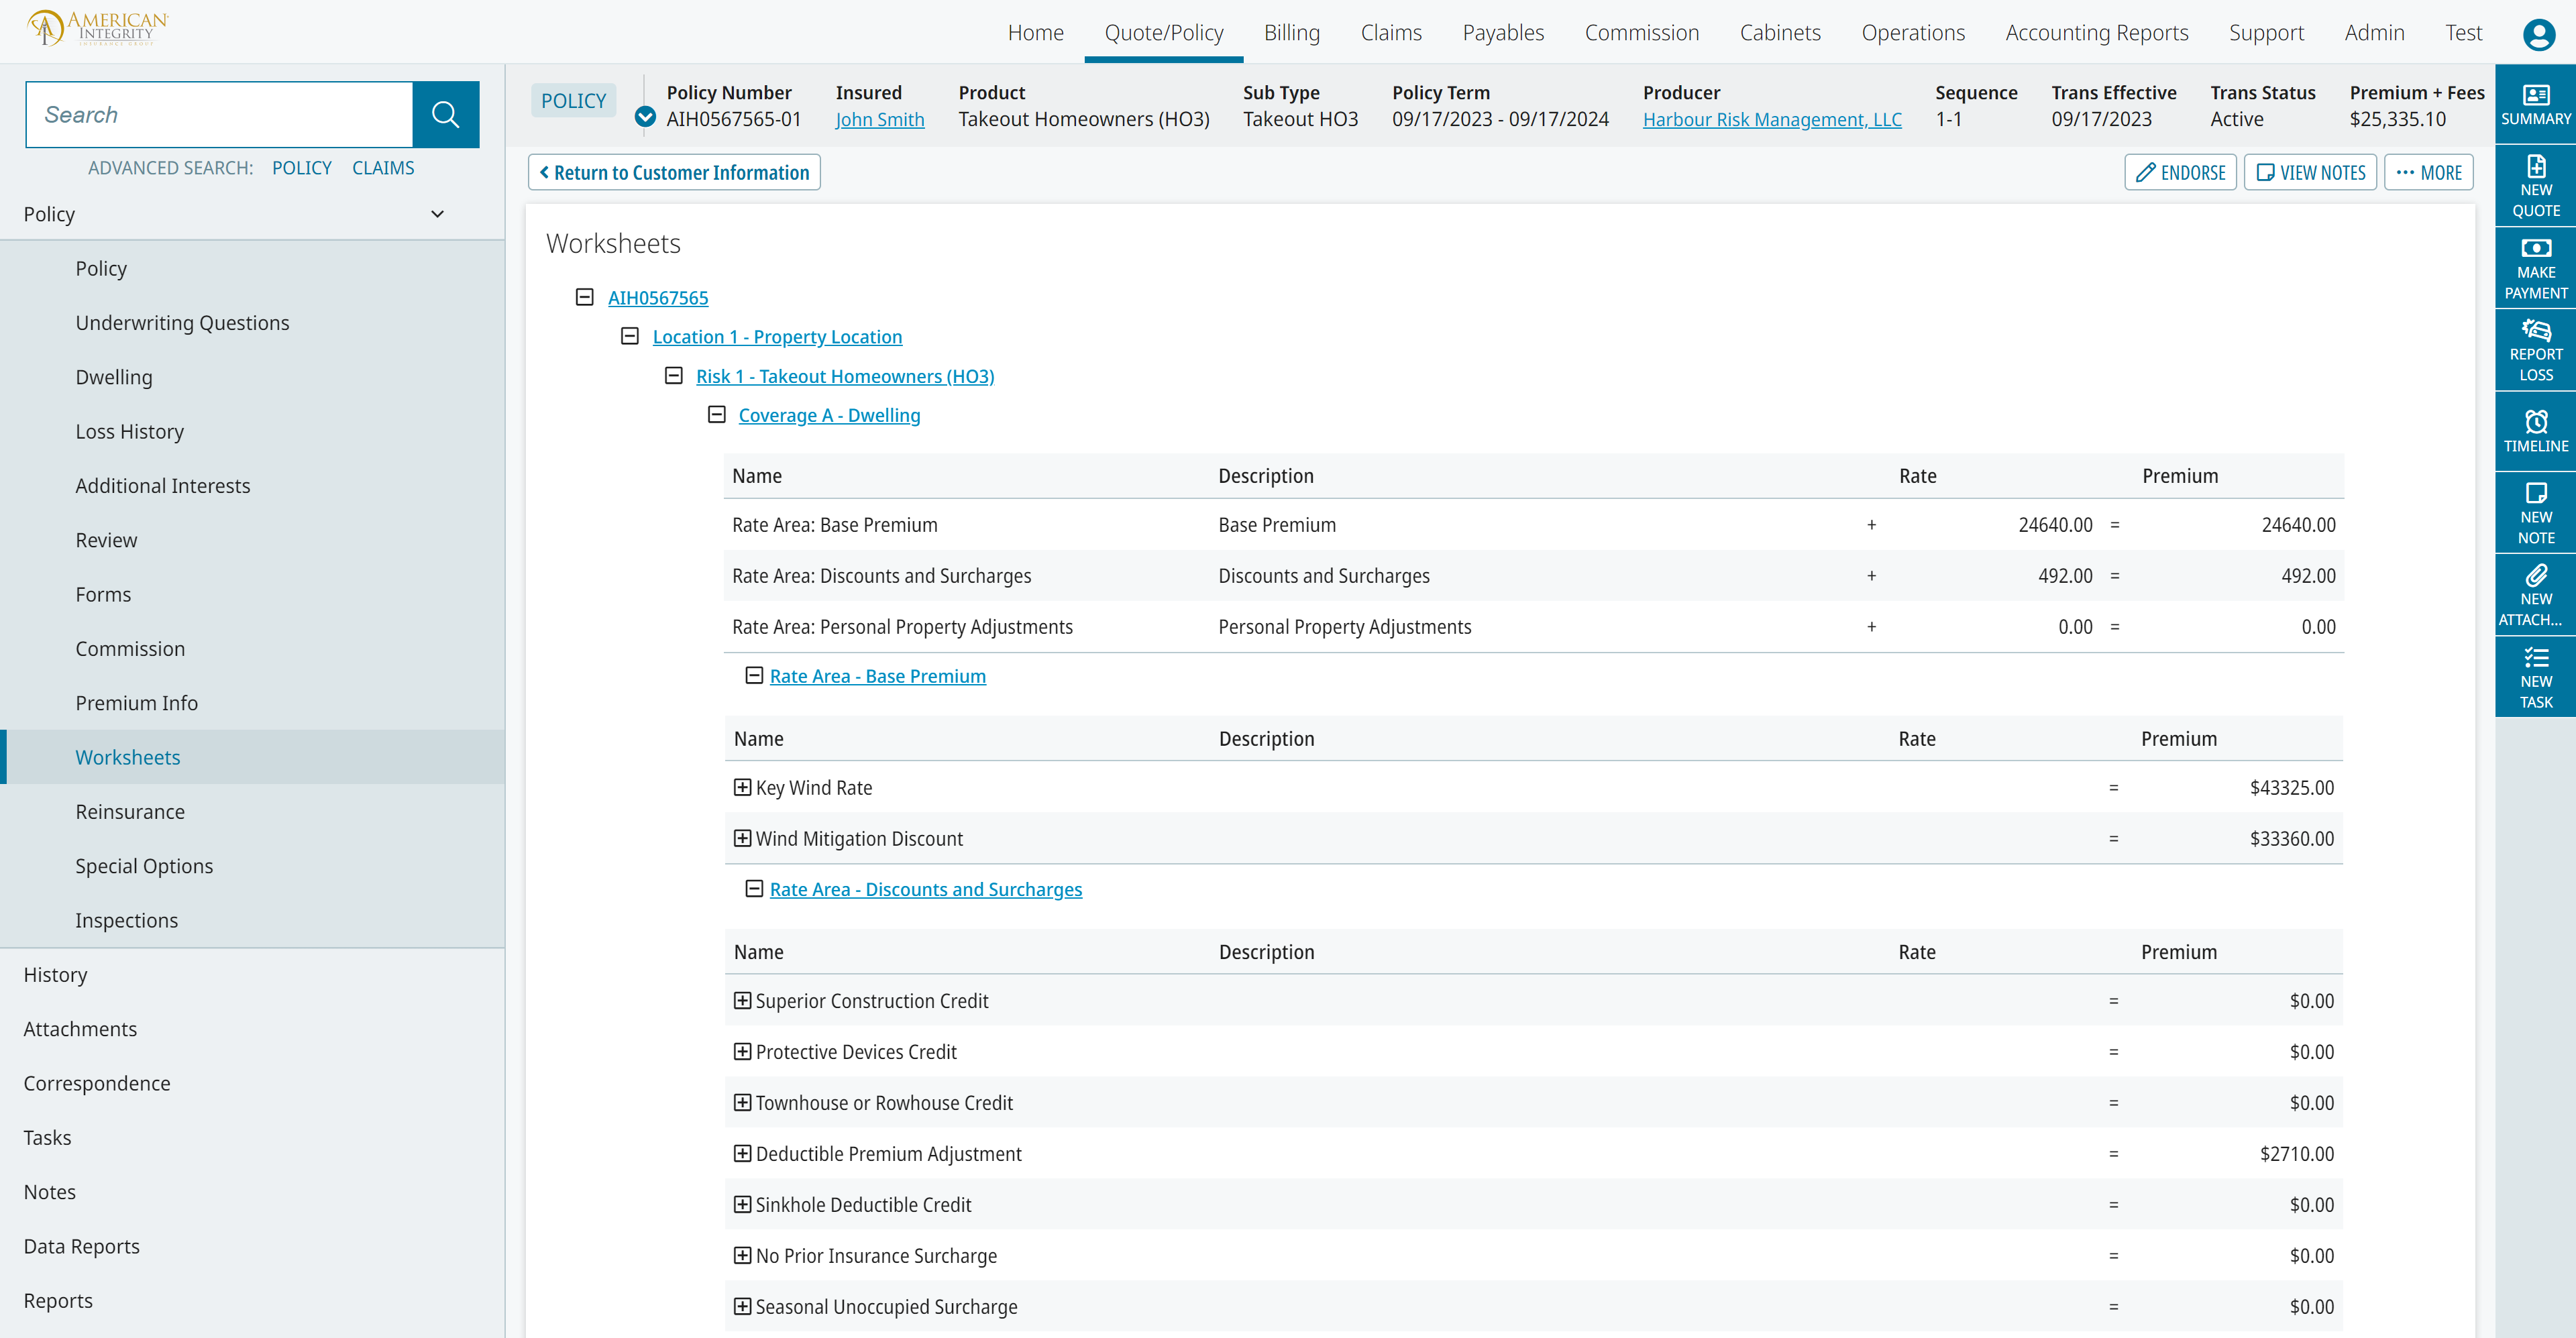 AMERICAN
INTEGRITY
INSURANCE GROUP
Home Quote/Policy Billing Claims Payables Commission Cabinets Operations Accounting Reports Support Admin Test
Search
ADVANCED SEARCH: POLICY CLAIMS
Policy
Policy
Underwriting Questions
Dwelling
Loss History
Additional Interests
Review
Forms
Commission
Premium Info
Worksheets
Reinsurance
Special Options
Inspections
History
Attachments
Correspondence
Tasks
Notes
Data Reports
Reports
POLICY
Policy Number Insured Product Sub Type Policy Term Producer Sequence Trans Effective Trans Status Premium + Fees
AIH0567565-01 John Smith Takeout Homeowners (HO3) Takeout HO3 09/17/2023 - 09/17/2024 Harbour Risk Management, LLC 1-1 09/17/2023 Active $25,335.10
Return to Customer Information ENDORSE VIEW NOTES ... MORE
Worksheets
AIH0567565
Location 1 - Property Location
Risk 1 - Takeout Homeowners (HO3)
Coverage A - Dwelling
Name Description Rate Premium
Rate Area: Base Premium Base Premium + 24640.00 = 24640.00
Rate Area: Discounts and Surcharges Discounts and Surcharges + 492.00 = 492.00
Rate Area: Personal Property Adjustments Personal Property Adjustments + 0.00 = 0.00
Rate Area - Base Premium
Name Description Rate Premium
Key Wind Rate = $43325.00
Wind Mitigation Discount = $33360.00
Rate Area - Discounts and Surcharges
Name Description Rate Premium
Superior Construction Credit = $0.00
Protective Devices Credit = $0.00
Townhouse or Rowhouse Credit = $0.00
Deductible Premium Adjustment = $2710.00
Sinkhole Deductible Credit = $0.00
No Prior Insurance Surcharge = $0.00
Seasonal Unoccupied Surcharge = $0.00
SUMMARY
NEW
QUOTE
MAKE
PAYMENT
REPORT
LOSS
TIMELINE
NEW
NOTE
NEW
ATTACH...
NEW
TASK